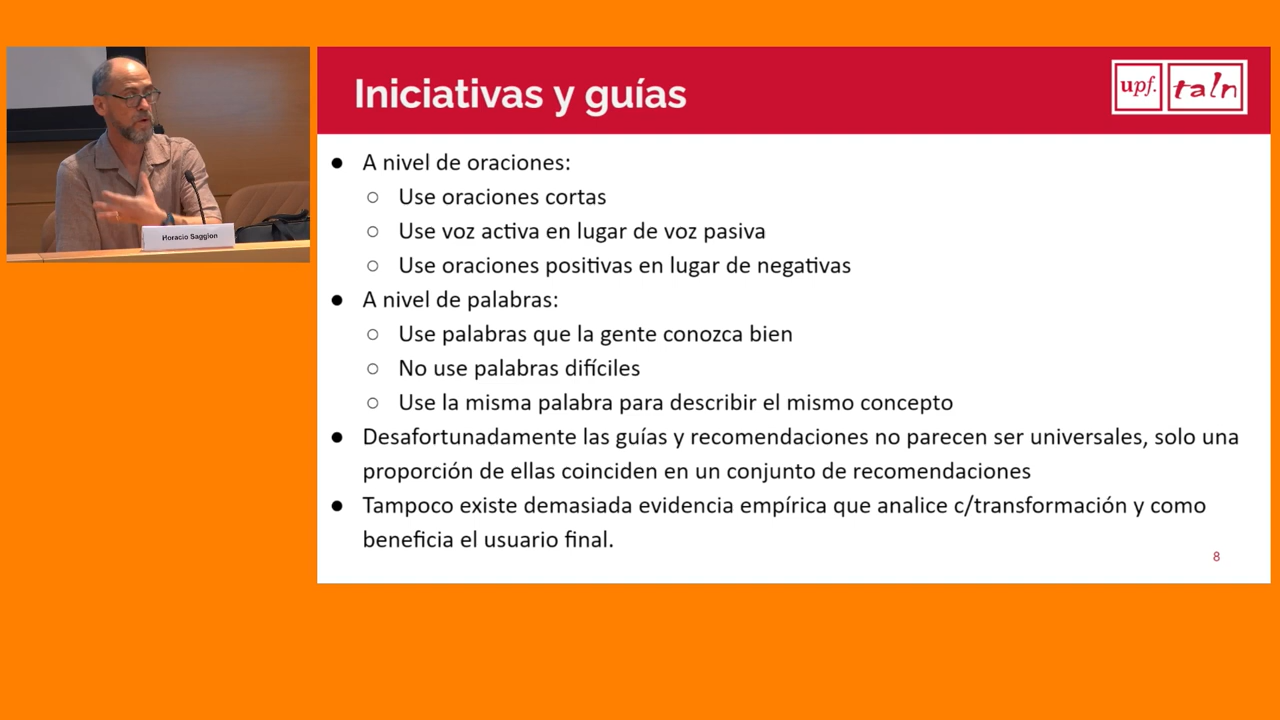 Horacio Saggion
Iniciativas y guías
upf.
taln
● A nivel de oraciones:
○ Use oraciones cortas
○ Use voz activa en lugar de voz pasiva
○ Use oraciones positivas en lugar de negativas
● A nivel de palabras:
○ Use palabras que la gente conozca bien
○ No use palabras difíciles
○ Use la misma palabra para describir el mismo concepto
● Desafortunadamente las guías y recomendaciones no parecen ser universales, solo una
proporción de ellas coinciden en un conjunto de recomendaciones
● Tampoco existe demasiada evidencia empírica que analice c/transformación y como
beneficia el usuario final.
8